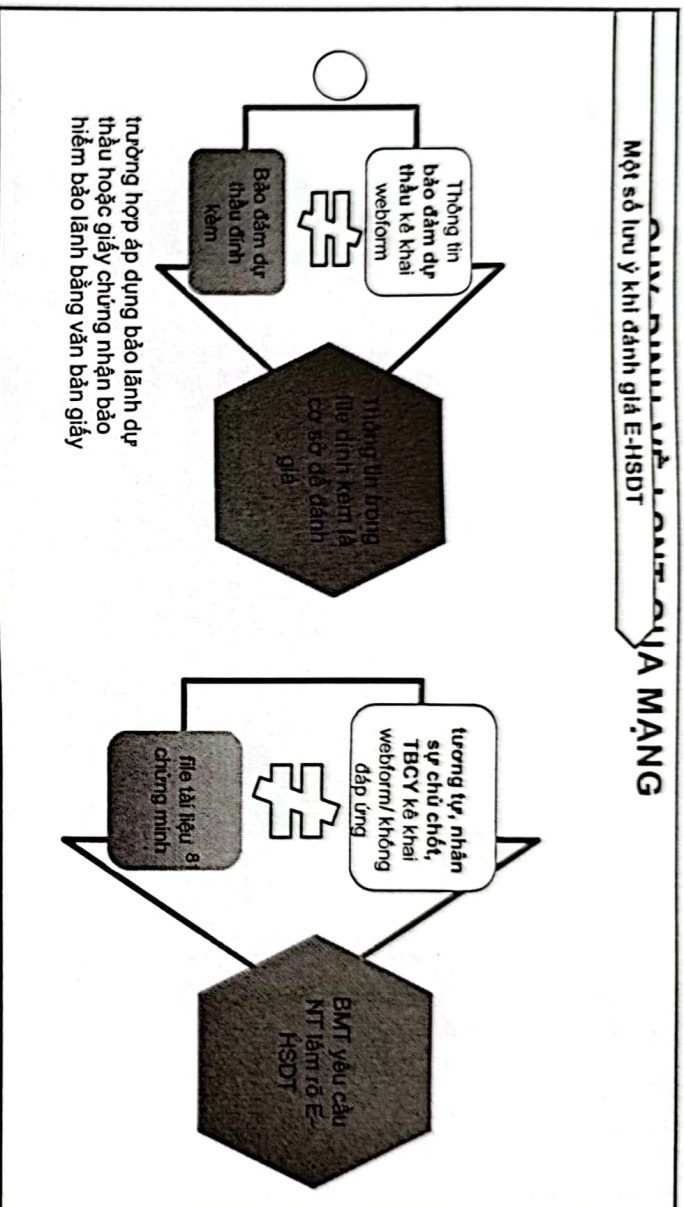 QUY ĐỊNH VỀ LCNT QUA MẠNG
Một số lưu ý khi đánh giá E-HSDT
Thông tin
bảo đảm dự
thầu kê khai
webform
≠
Bảo đảm dự
thầu đính
kèm
Thông tin trong
file đính kèm là
cơ sở để đánh
giá
trường hợp áp dụng bảo lãnh dự
thầu hoặc giấy chứng nhận bảo
hiểm bảo lãnh bằng văn bản giấy
tương tự, nhân
sự chủ chốt,
TBCY kê khai
webform/ không
đáp ứng
≠
file tài liệu 81
chứng minh
BMT yêu cầu
NT làm rõ E-
HSDT